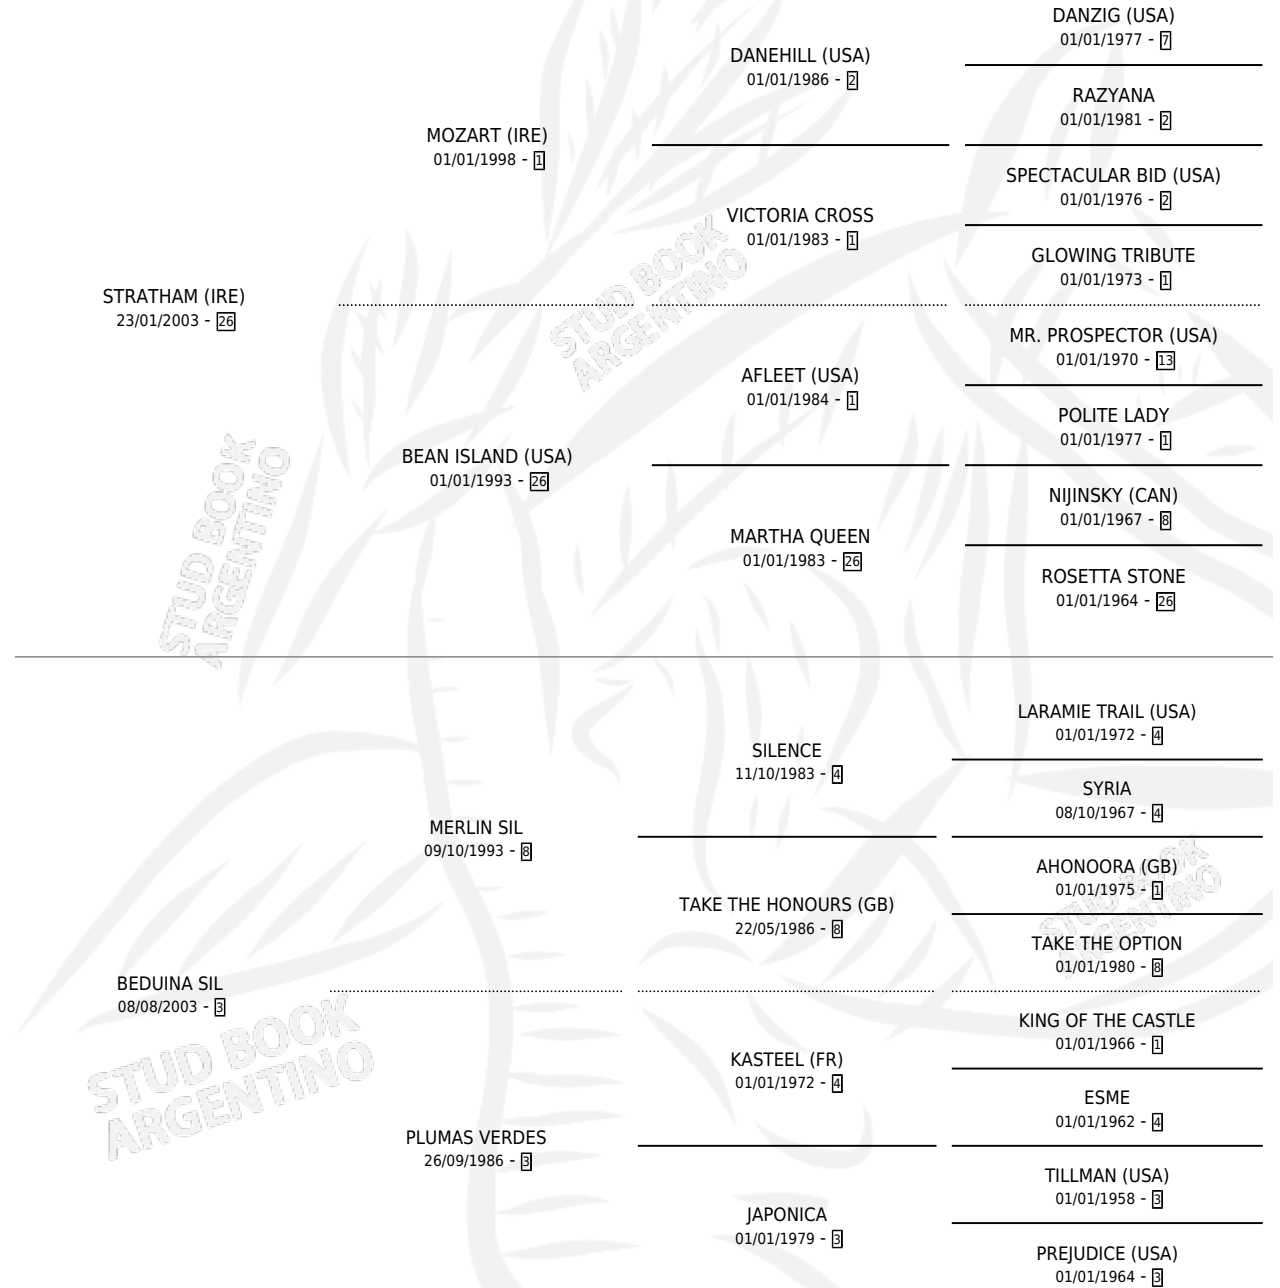 DANZIG (USA)
01/01/1977 - 7
DANEHILL (USA)
01/01/1986 - 2
RAZYANA
01/01/1981 - 2
MOZART (IRE)
01/01/1998 - 1
SPECTACULAR BID (USA)
01/01/1976 - 2
VICTORIA CROSS
01/01/1983 - 1
GLOWING TRIBUTE
01/01/1973 - 1
STRATHAM (IRE)
23/01/2003 - 26
MR. PROSPECTOR (USA)
01/01/1970 - 13
AFLEET (USA)
01/01/1984 - 1
POLITE LADY
01/01/1977 - 1
BEAN ISLAND (USA)
01/01/1993 - 26
NIJINSKY (CAN)
01/01/1967 - 8
MARTHA QUEEN
01/01/1983 - 26
ROSETTA STONE
01/01/1964 - 26
STUD BOOK
ARGENTINO
STUD BOOK
ARGENTINO
LARAMIE TRAIL (USA)
01/01/1972 - 4
SILENCE
11/10/1983 - 4
SYRIA
08/10/1967 - 4
MERLIN SIL
09/10/1993 - 8
AHONOORA (GB)
01/01/1975 - 1
TAKE THE HONOURS (GB)
22/05/1986 - 8
TAKE THE OPTION
01/01/1980 - 8
BEDUINA SIL
08/08/2003 - 3
KING OF THE CASTLE
01/01/1966 - 1
KASTEEL (FR)
01/01/1972 - 4
ESME
01/01/1962 - 4
PLUMAS VERDES
26/09/1986 - 3
TILLMAN (USA)
01/01/1958 - 3
JAPONICA
01/01/1979 - 3
PREJUDICE (USA)
01/01/1964 - 3
STUD BOOK
ARGENTINO
STUD BOOK
ARGENTINO